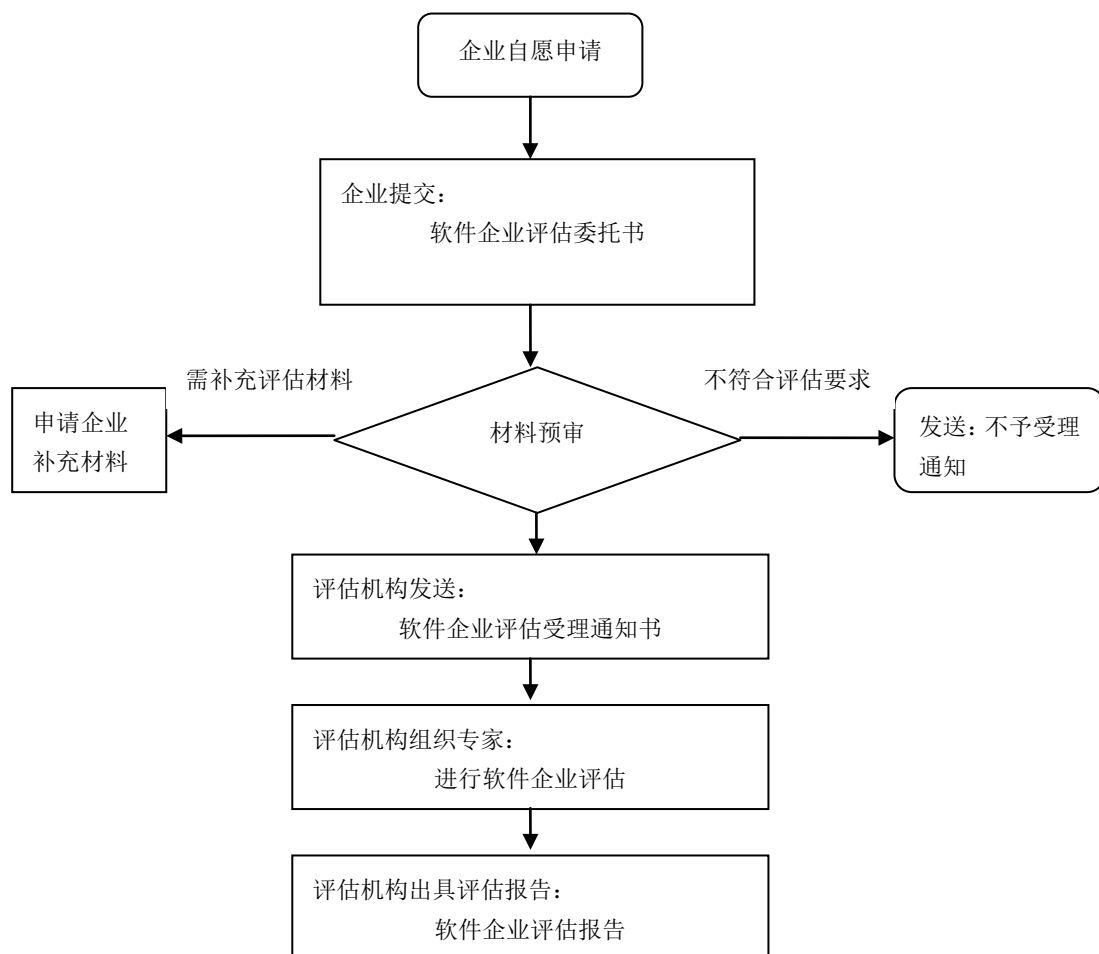 企业自愿申请
企业提交：
软件企业评估委托书
需补充评估材料
不符合评估要求
申请企业
补充材料
材料预审
发送：不予受理
通知
评估机构发送：
软件企业评估受理通知书
评估机构组织专家：
进行软件企业评估
评估机构出具评估报告：
软件企业评估报告